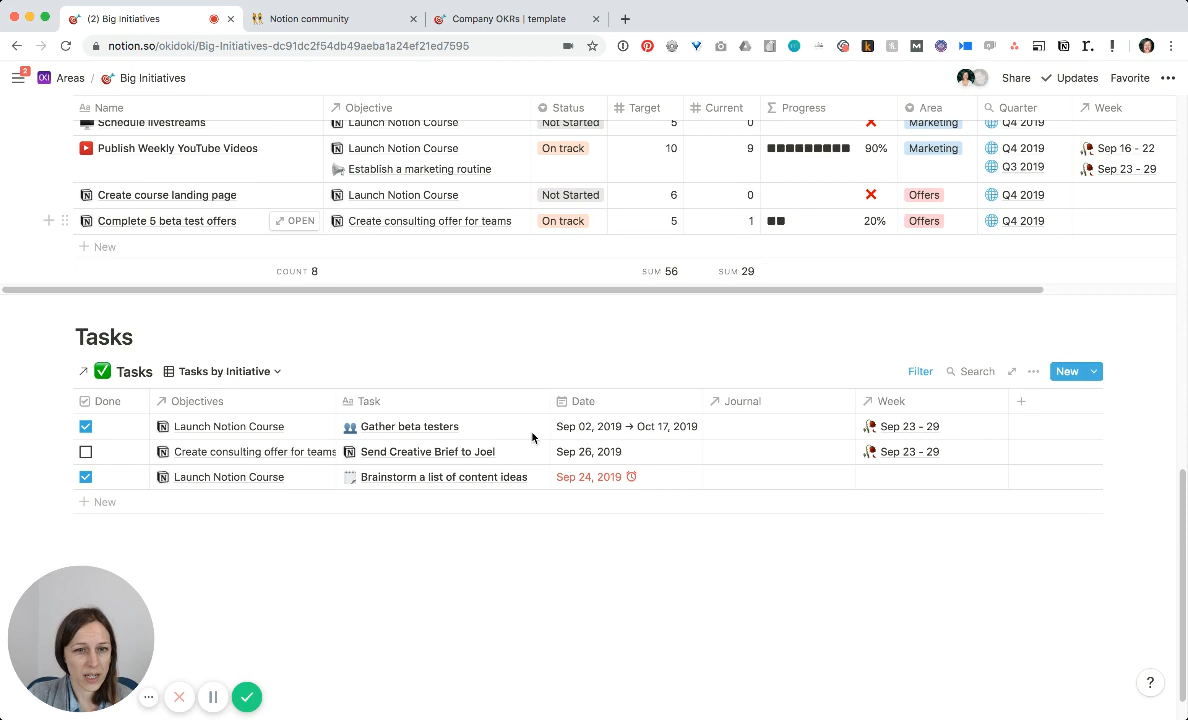 (2) Big Initiatives
Notion community
Company OKRs | template
notion.so/okidoki/Big-Initiatives-dc91dc2f54db49aeba1a24ef21ed7595
2
OKI
Areas / Big Initiatives
Share Updates Favorite
Aa Name Objective Status # Target # Current Σ Progress Area Quarter Week
Schedule livestreams Launch Notion Course Not Started 5 0 Marketing Q4 2019
Publish Weekly YouTube Videos Launch Notion Course On track 10 9 90% Marketing Q4 2019 Sep 16 - 22
Establish a marketing routine Q3 2019 Sep 23 - 29
Create course landing page Launch Notion Course Not Started 6 0 Offers Q4 2019
Complete 5 beta test offers OPEN Create consulting offer for teams On track 5 1 20% Offers Q4 2019
+ New
COUNT 8 SUM 56 SUM 29
Tasks
Tasks Tasks by Initiative Filter Search New
Done Objectives Aa Task Date Journal Week
Launch Notion Course Gather beta testers Sep 02, 2019 → Oct 17, 2019 Sep 23 - 29
Create consulting offer for teams Send Creative Brief to Joel Sep 26, 2019 Sep 23 - 29
Launch Notion Course Brainstorm a list of content ideas Sep 24, 2019
+ New
?